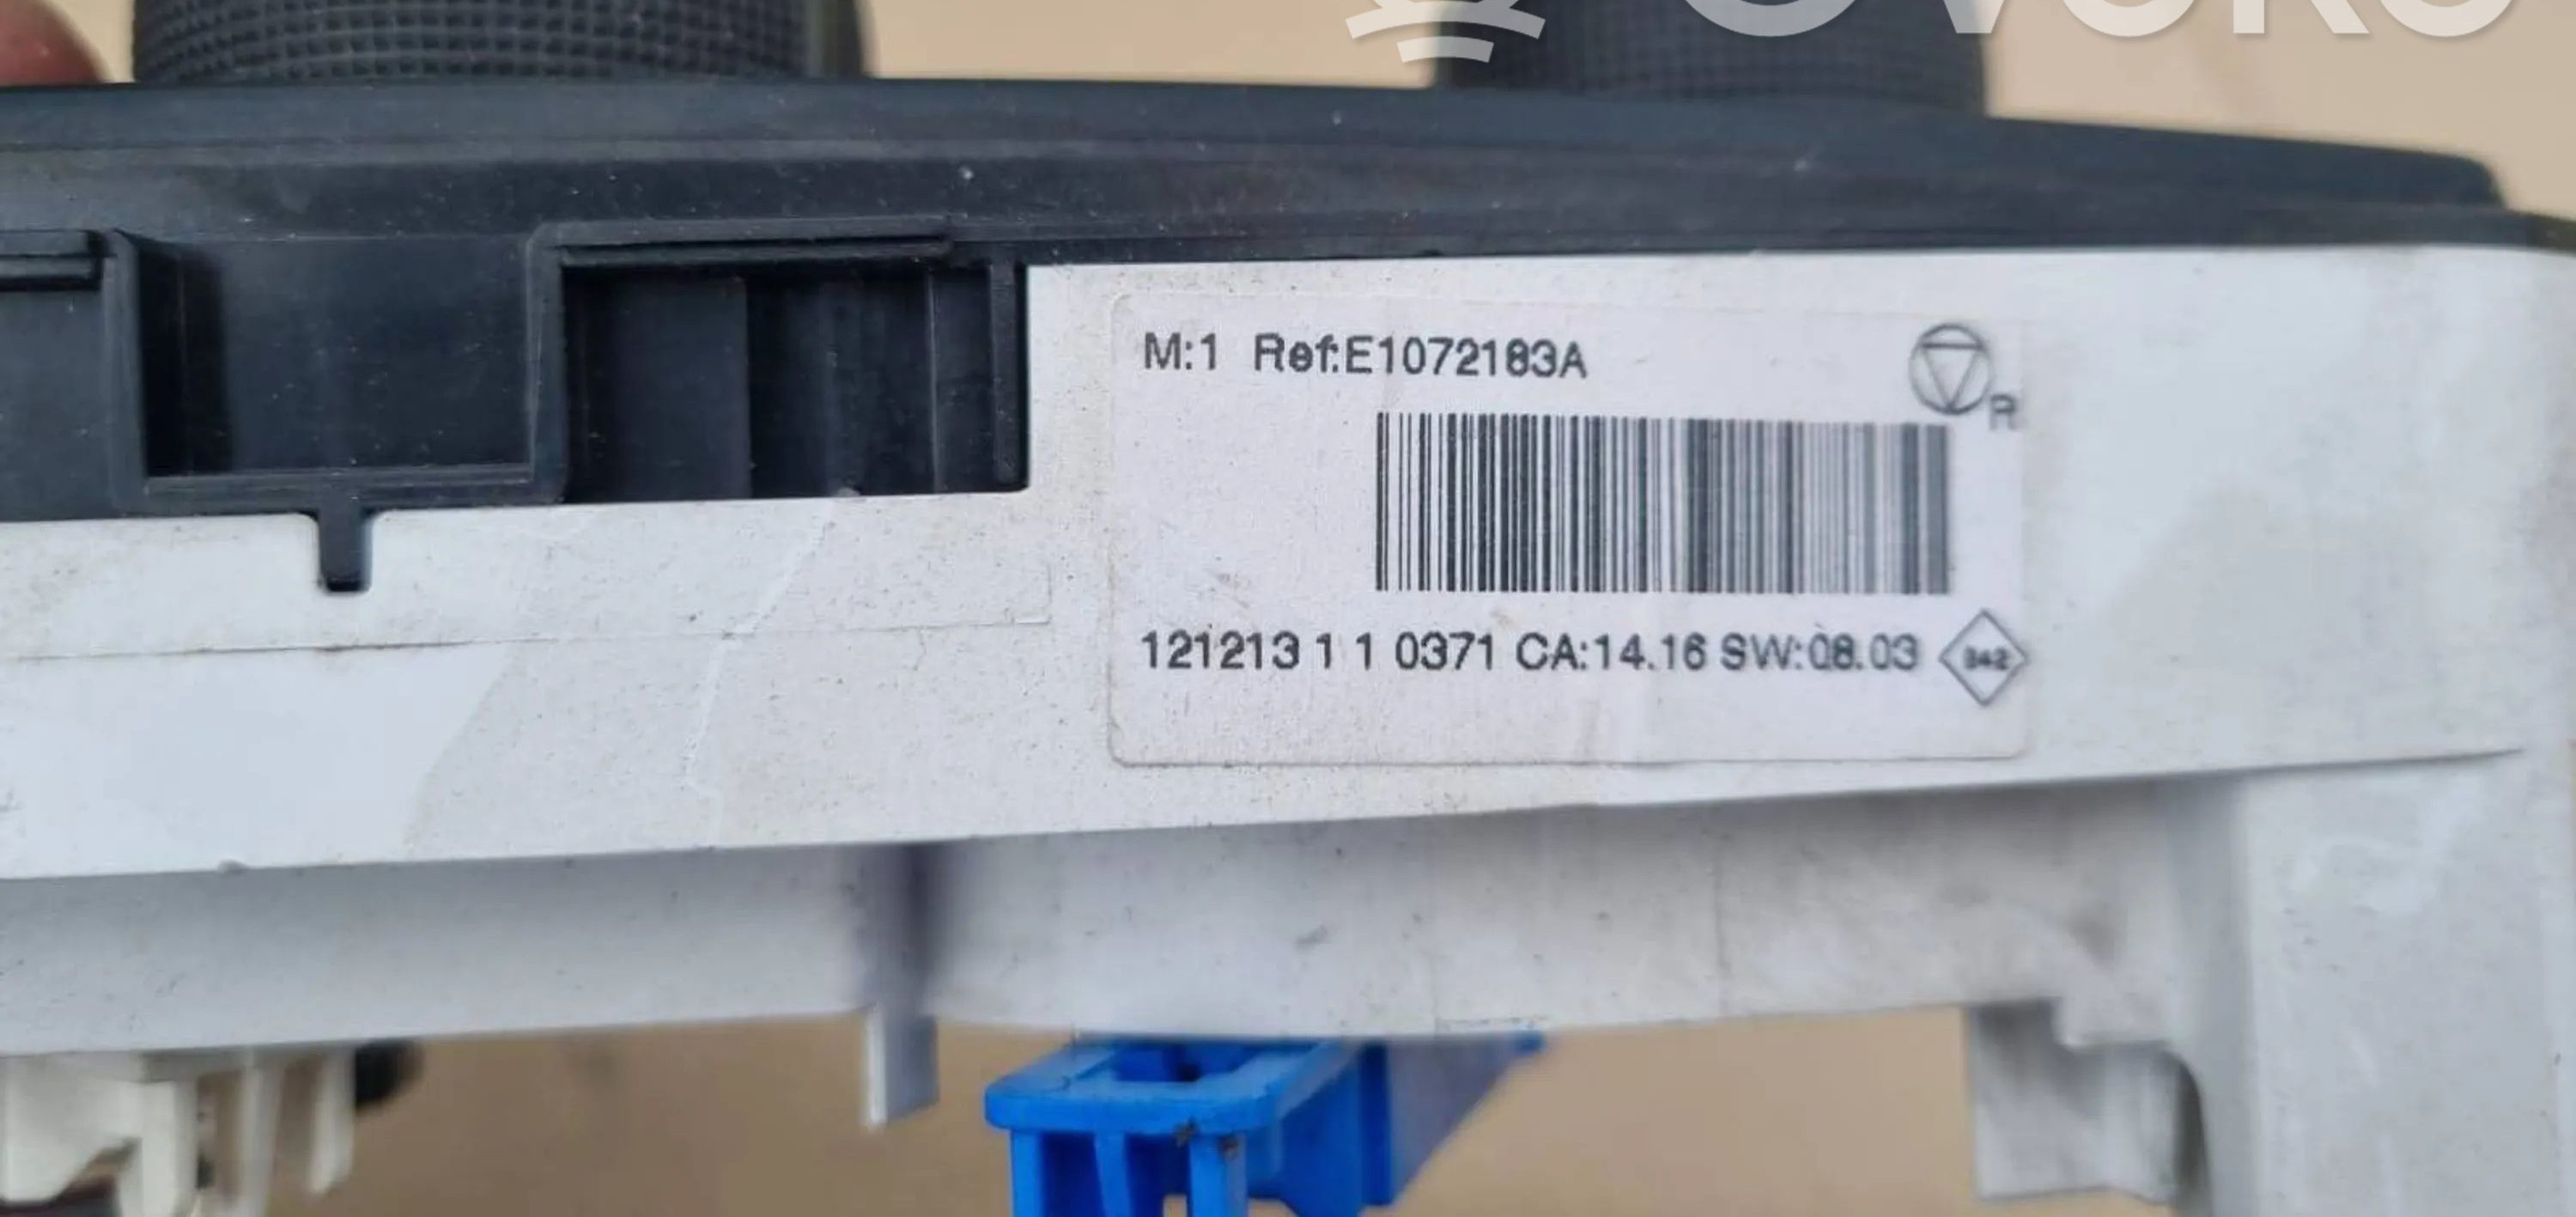 M:1 Ref:E1072183A
R
121213 1 1 0371 CA:14.16 SW:08.03